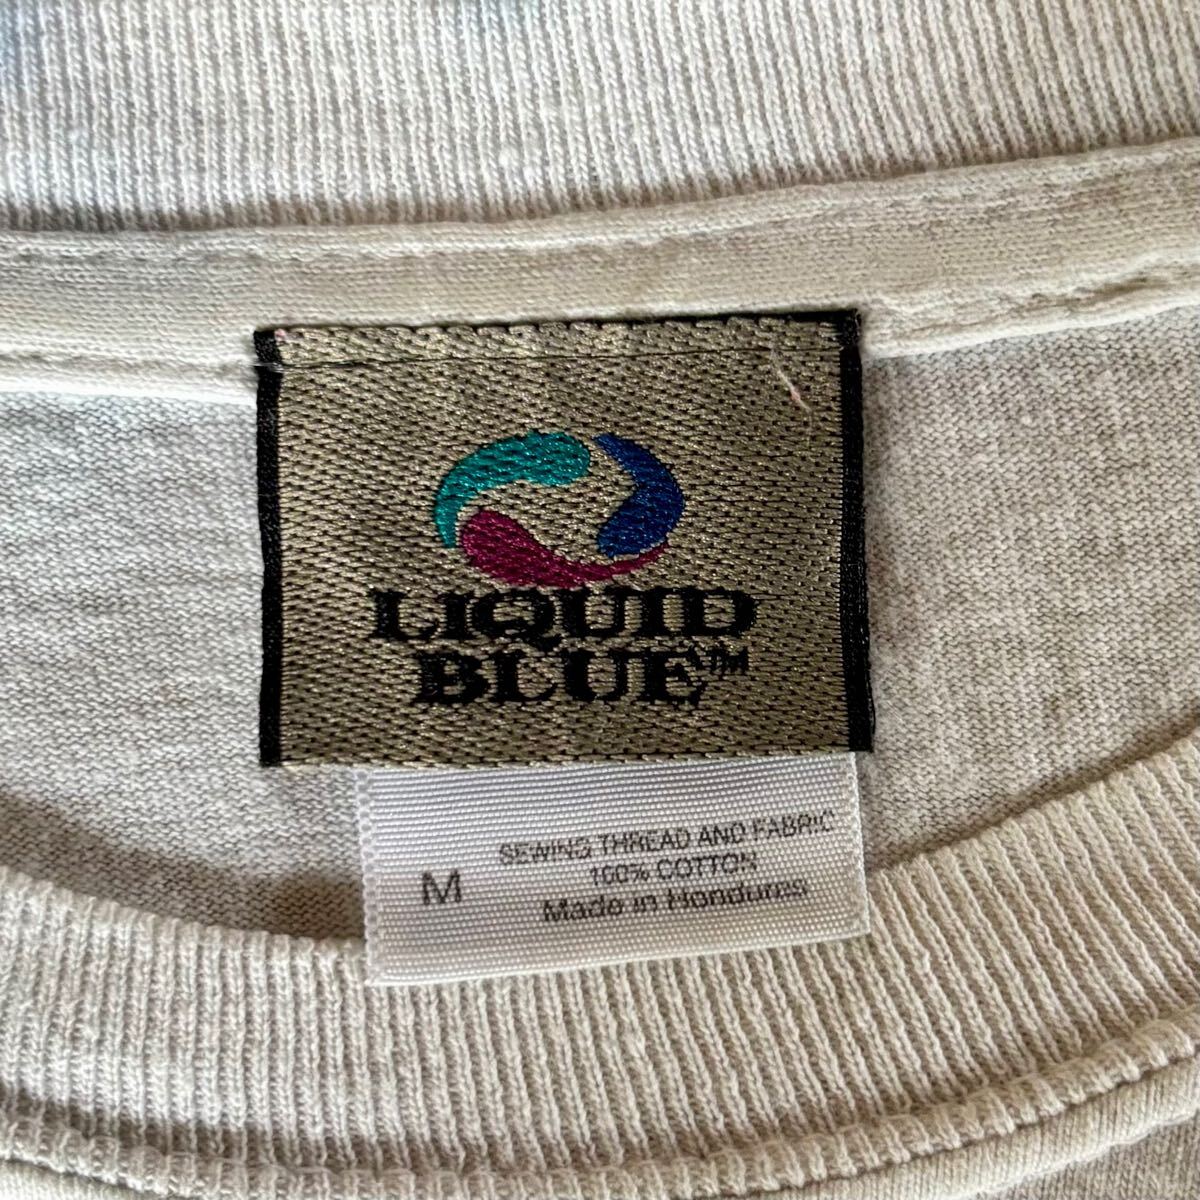 LIQUID
BLUE™
M
SEWING THREAD AND FABRIC
100% COTTON
Made in Honduras